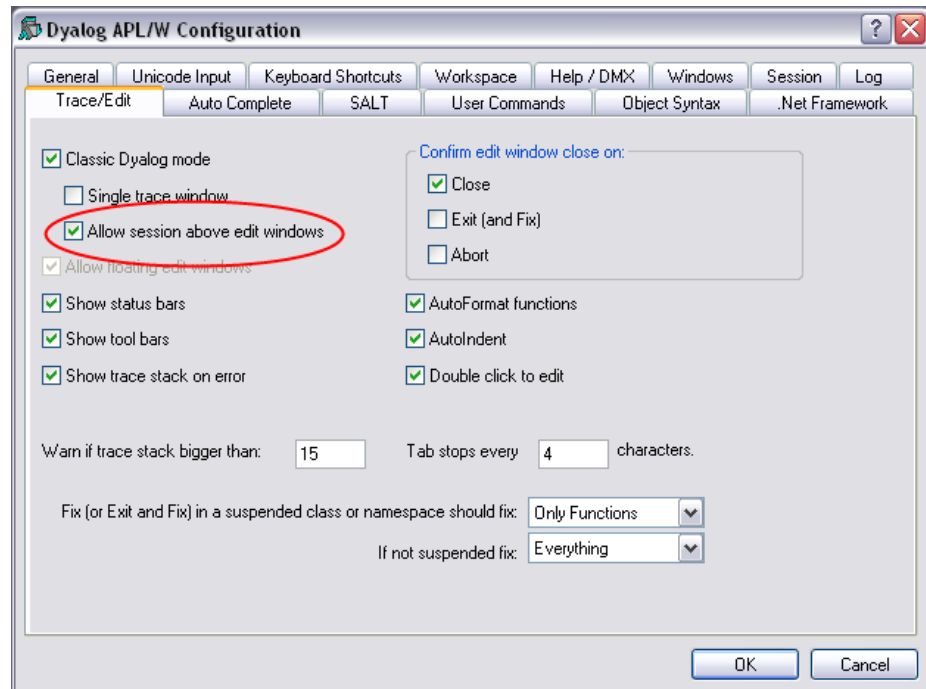 Dyalog APL/W Configuration
General Unicode Input Keyboard Shortcuts Workspace Help / DMX Windows Session Log
Trace/Edit Auto Complete SALT User Commands Object Syntax .Net Framework
Classic Dyalog mode
Single trace window
Allow session above edit windows
Allow floating edit windows
Show status bars
Show tool bars
Show trace stack on error
Confirm edit window close on:
Close
Exit (and Fix)
Abort
AutoFormat functions
AutoIndent
Double click to edit
Warn if trace stack bigger than: 15 Tab stops every 4 characters.
Fix (or Exit and Fix) in a suspended class or namespace should fix: Only Functions
If not suspended fix: Everything
OK Cancel